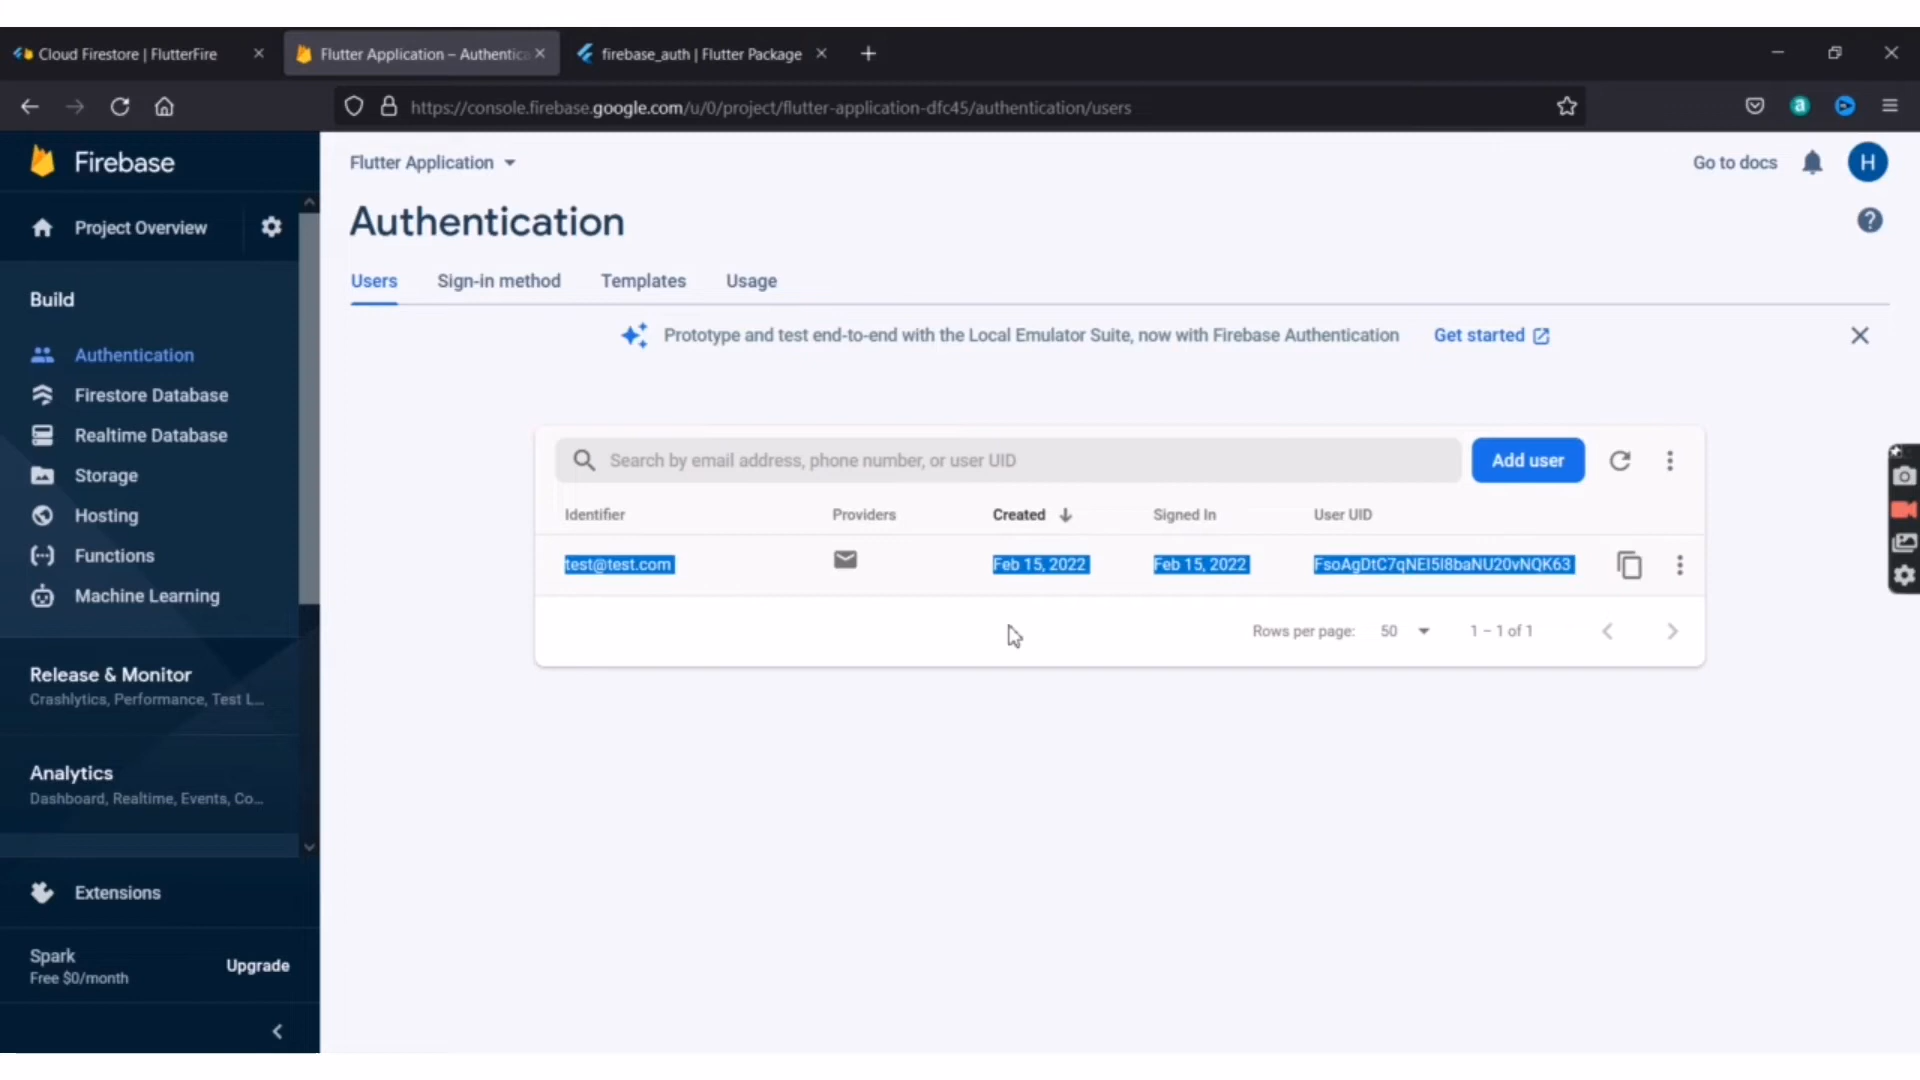 Cloud Firestore | FlutterFire
Flutter Application – Authentica
firebase_auth | Flutter Package
https://console.firebase.google.com/u/0/project/flutter-application-dfc45/authentication/users
a
Firebase
Flutter Application
Go to docs
H
Project Overview
Authentication
Users
Sign-in method
Templates
Usage
Build
Prototype and test end-to-end with the Local Emulator Suite, now with Firebase Authentication
Get started
Authentication
Firestore Database
Realtime Database
Storage
Hosting
Functions
Machine Learning
Search by email address, phone number, or user UID
Add user
Identifier
Providers
Created
Signed In
User UID
test@test.com
Feb 15, 2022
Feb 15, 2022
FsoAgDtC7qNEI5I8baNU20vNQK63
Rows per page:
50
1 – 1 of 1
Release & Monitor
Crashlytics, Performance, Test L...
Analytics
Dashboard, Realtime, Events, Co...
Extensions
Spark
Free $0/month
Upgrade